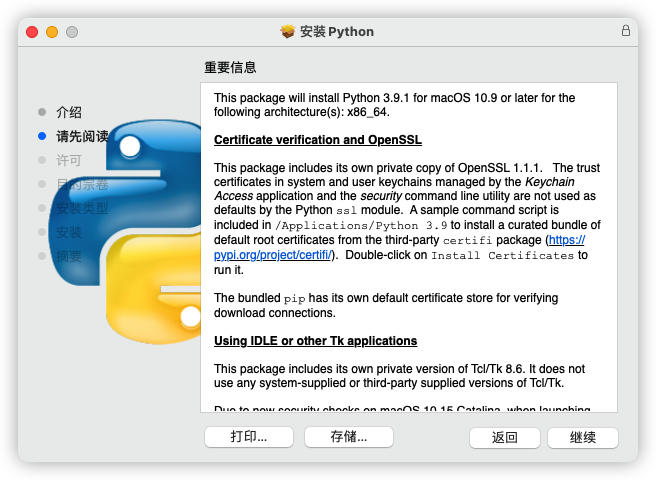 安装 Python
重要信息
介绍
请先阅读
许可
目的宗卷
安装类型
安装
摘要
This package will install Python 3.9.1 for macOS 10.9 or later for the
following architecture(s): x86_64.
Certificate verification and OpenSSL
This package includes its own private copy of OpenSSL 1.1.1.   The trust
certificates in system and user keychains managed by the Keychain
Access application and the security command line utility are not used as
defaults by the Python ssl module.  A sample command script is
included in /Applications/Python 3.9 to install a curated bundle of
default root certificates from the third-party certifi package (https://
pypi.org/project/certifi/).  Double-click on Install Certificates to
run it.
The bundled pip has its own default certificate store for verifying
download connections.
Using IDLE or other Tk applications
This package includes its own private version of Tcl/Tk 8.6. It does not
use any system-supplied or third-party supplied versions of Tcl/Tk.
Due to new security checks on macOS 10.15 Catalina, when launching
打印...
存储...
返回
继续